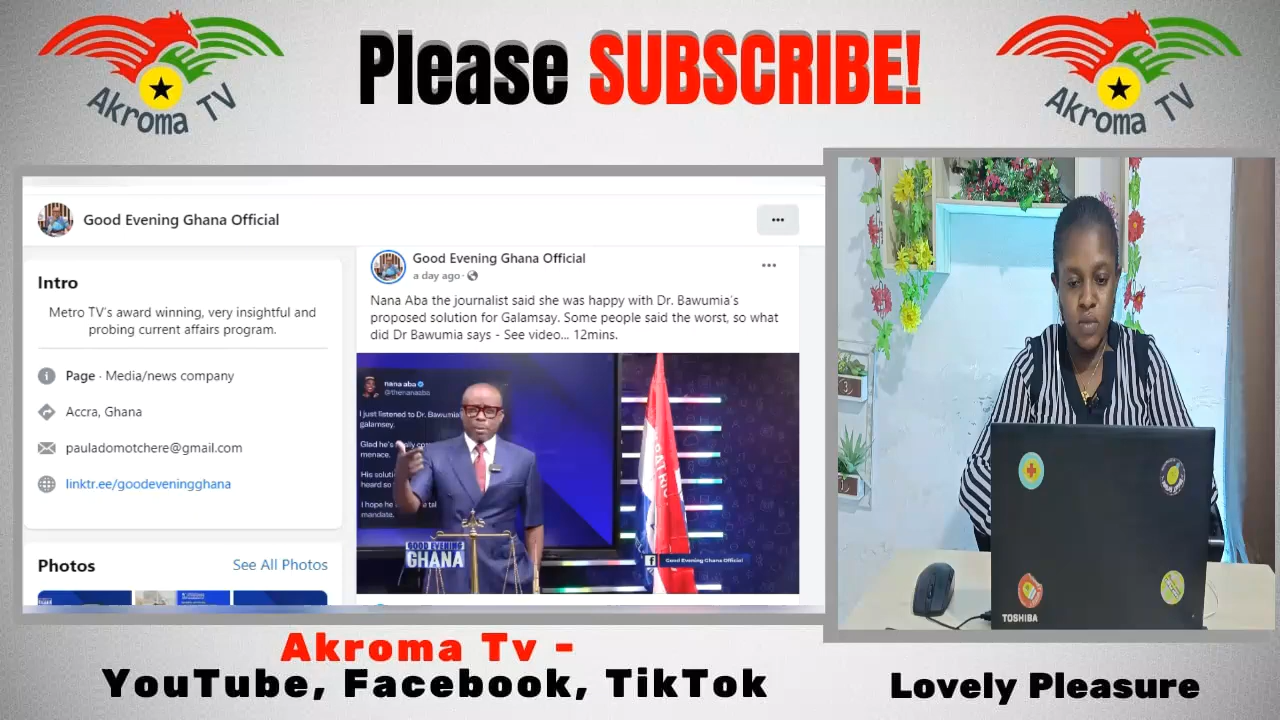 Akroma TV
Please SUBSCRIBE!
Akroma TV
Good Evening Ghana Official
Intro
Metro TV's award winning, very insightful and
probing current affairs program.
Page · Media/news company
Accra, Ghana
pauladomotchere@gmail.com
linktr.ee/goodeveningghana
Photos
See All Photos
Good Evening Ghana Official
a day ago ·
Nana Aba the journalist said she was happy with Dr. Bawumia's
proposed solution for Galamsay. Some people said the worst, so what
did Dr Bawumia says - See video... 12mins.
nana aba
@thenanaaba
I just listened to Dr. Bawumia
galamsey.
Glad he's
menace.
His
heard so
I hope he
mandate.
GOOD EVENING
GHANA
Good Evening Ghana Official
TOSHIBA
Akroma Tv -
YouTube, Facebook, TikTok
Lovely Pleasure